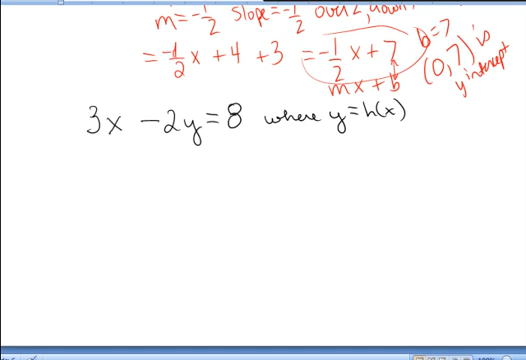 m = -1/2 slope = -1/2 over 2, down 1
= -1/2 x + 4 + 3 = -1/2 x + 7
b = 7
mx + b
(0, 7) is
y intercept
3x - 2y = 8 where y = h(x)